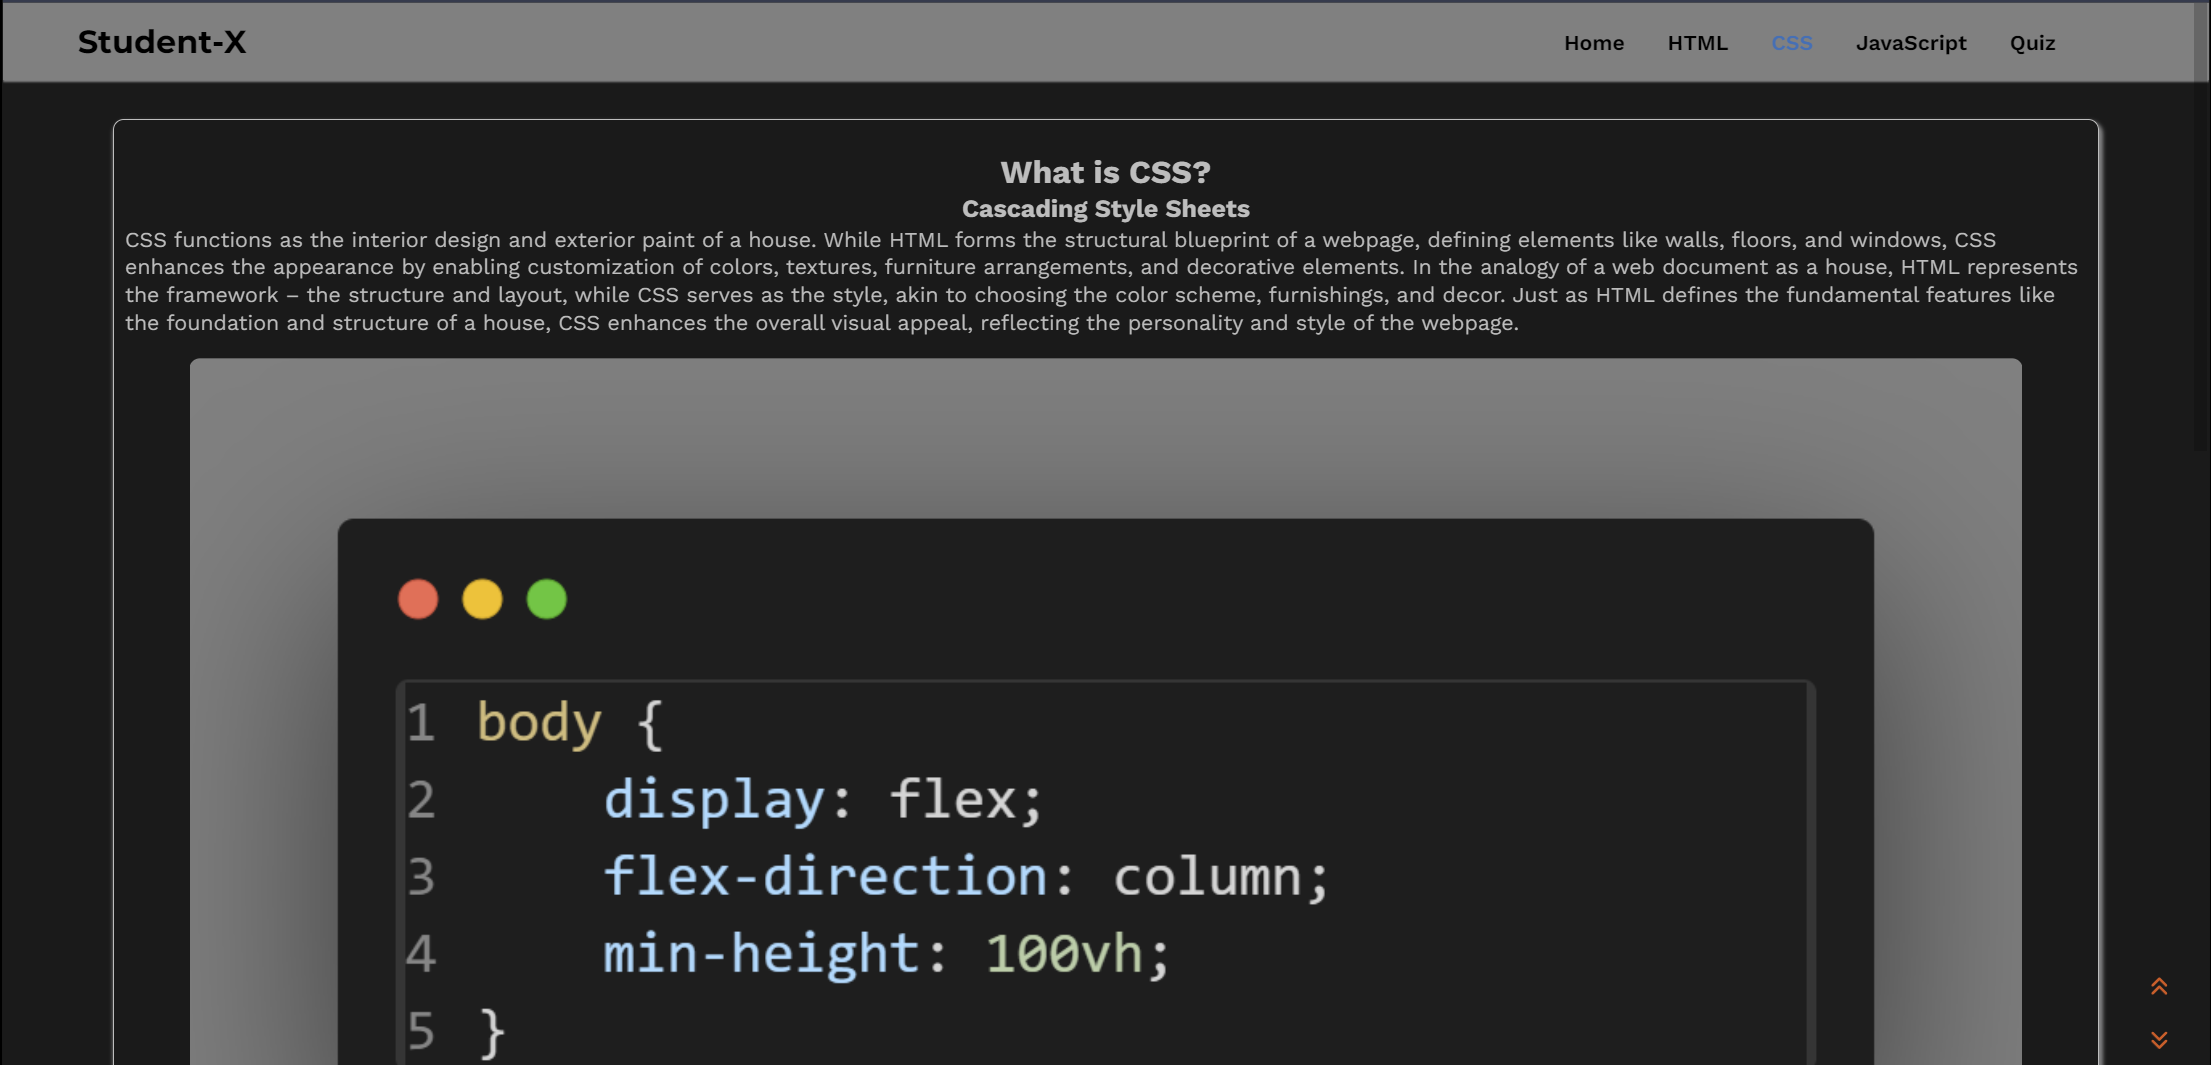 Student-X
Home HTML CSS JavaScript Quiz
What is CSS?
Cascading Style Sheets
CSS functions as the interior design and exterior paint of a house. While HTML forms the structural blueprint of a webpage, defining elements like walls, floors, and windows, CSS
enhances the appearance by enabling customization of colors, textures, furniture arrangements, and decorative elements. In the analogy of a web document as a house, HTML represents
the framework – the structure and layout, while CSS serves as the style, akin to choosing the color scheme, furnishings, and decor. Just as HTML defines the fundamental features like
the foundation and structure of a house, CSS enhances the overall visual appeal, reflecting the personality and style of the webpage.
1 body {
2 display: flex;
3 flex-direction: column;
4 min-height: 100vh;
5 }